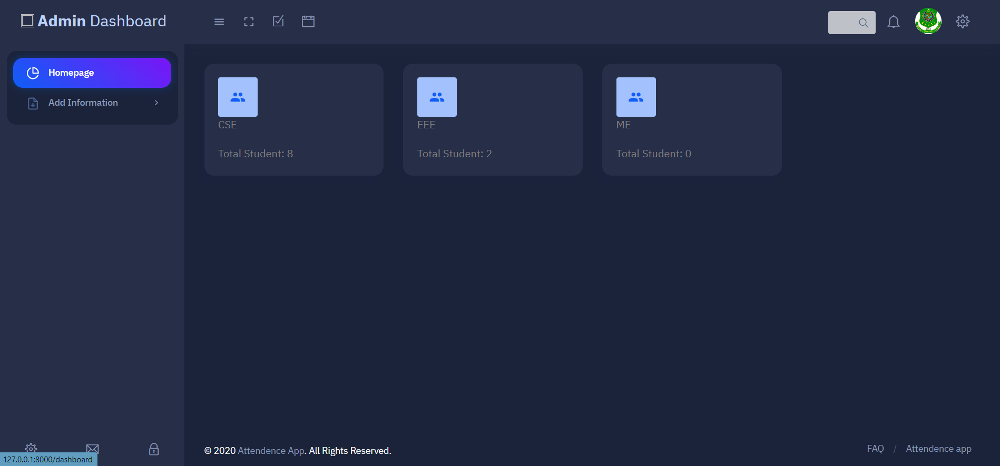 Admin Dashboard
Homepage
Add Information
CSE
Total Student: 8
EEE
Total Student: 2
ME
Total Student: 0
© 2020 Attendence App. All Rights Reserved.
FAQ / Attendence app
127.0.0.1:8000/dashboard